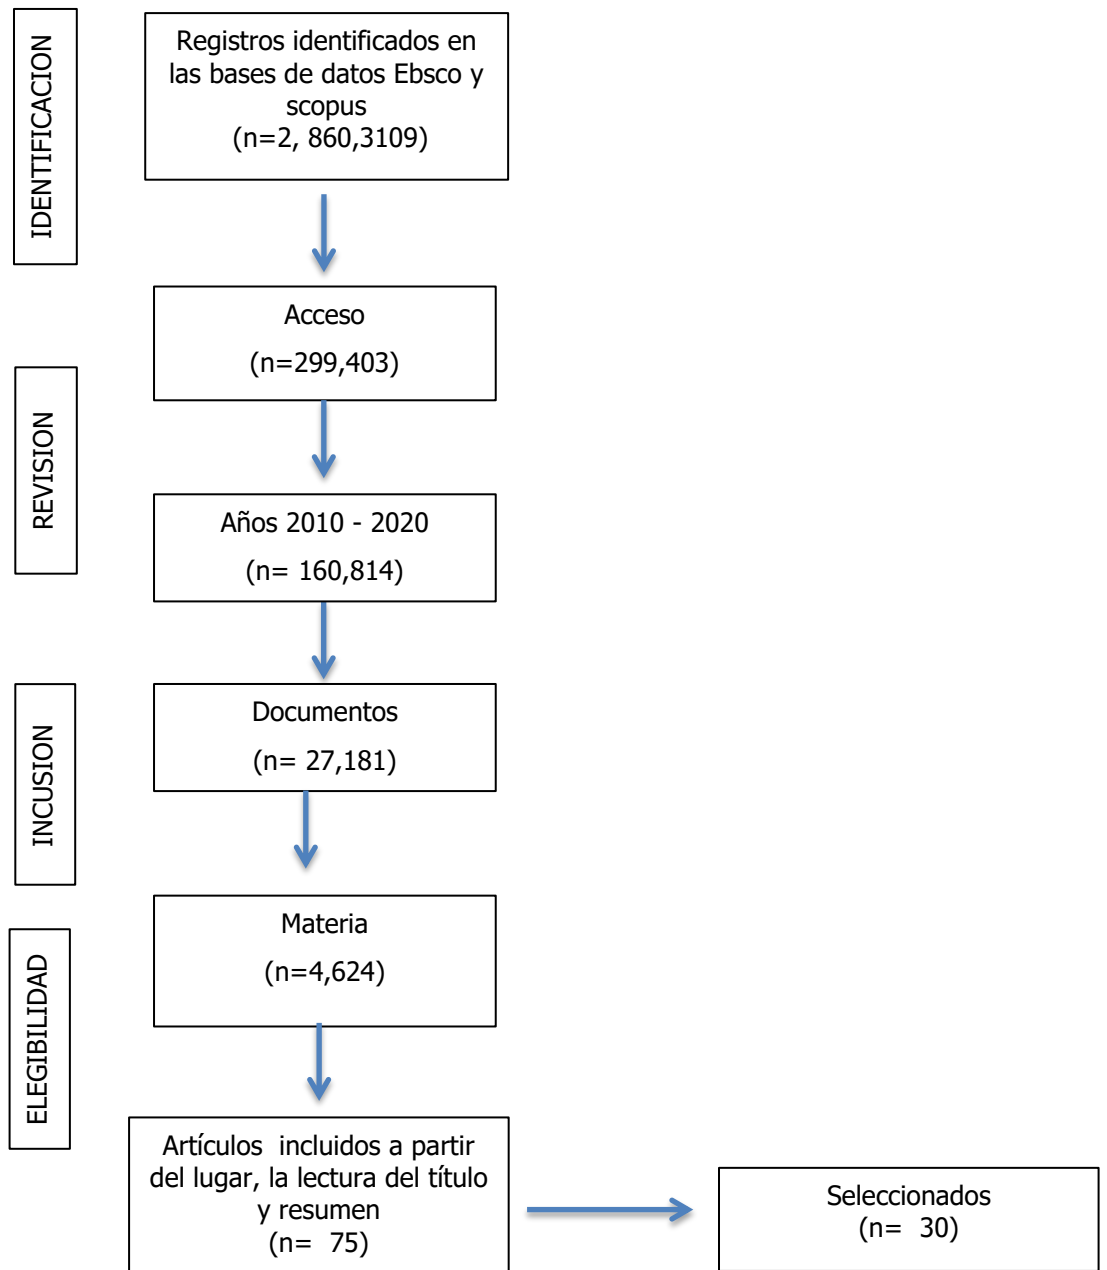 IDENTIFICACION
Registros identificados en
las bases de datos Ebsco y
scopus
(n=2, 860,3109)
Acceso
(n=299,403)
REVISION
Años 2010 - 2020
(n= 160,814)
INCUSION
Documentos
(n= 27,181)
Materia
(n=4,624)
ELEGIBILIDAD
Artículos incluidos a partir
del lugar, la lectura del título
y resumen
(n= 75)
Seleccionados
(n= 30)